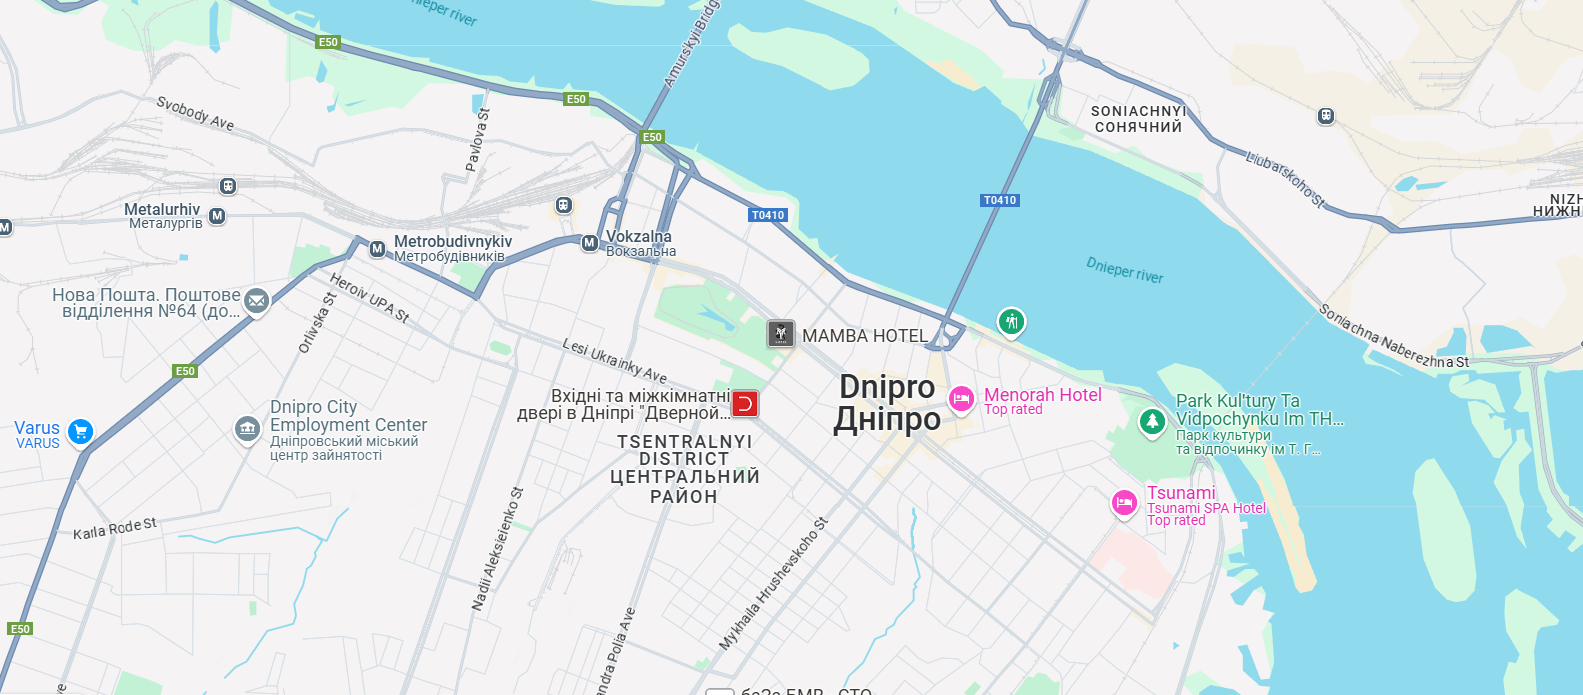 Dnieper river
E50
Amurskyi Bridg
E50
Svobody Ave
Pavlova St
SONIACHNYI
СОНЯЧНИЙ
E50
Liubarskoho St
Metalurhiv
Металургів
T0410
T0410
NIZH
НИЖН
Metrobudivnykiv
Метробудівників
Vokzalna
Вокзальна
Dnieper river
Нова Пошта. Поштове
відділення №64 (до...
Heroiv UPA St
Orlivska St
MAMBA HOTEL
Soniachna Naberezhna St
Lesi Ukrainky Ave
E50
Вхідні та міжкімнатні
двері в Дніпрі "Дверной...
Dnipro
Дніпро
Menorah Hotel
Top rated
Park Kul'tury Ta
Vidpochynku Im TH...
Парк культури
та відпочинку ім Т. Г...
Varus
VARUS
Dnipro City
Employment Center
Дніпровський міський
центр зайнятості
TSENTRALNYI
DISTRICT
ЦЕНТРАЛЬНИЙ
РАЙОН
Tsunami
Tsunami SPA Hotel
Top rated
Karla Rode St
Nadii Aleksieienko St
Mykhaila Hrushevskoho St
E50
andra Polia Ave